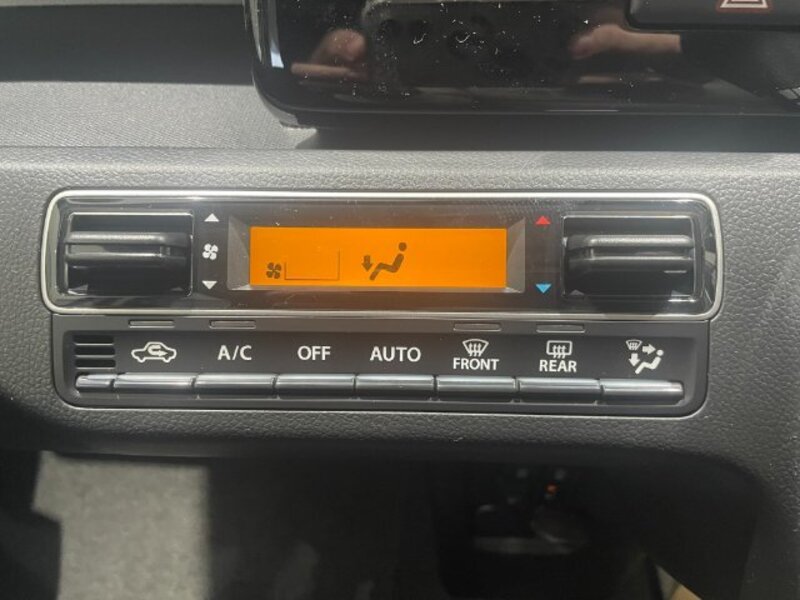 A/C OFF AUTO FRONT REAR